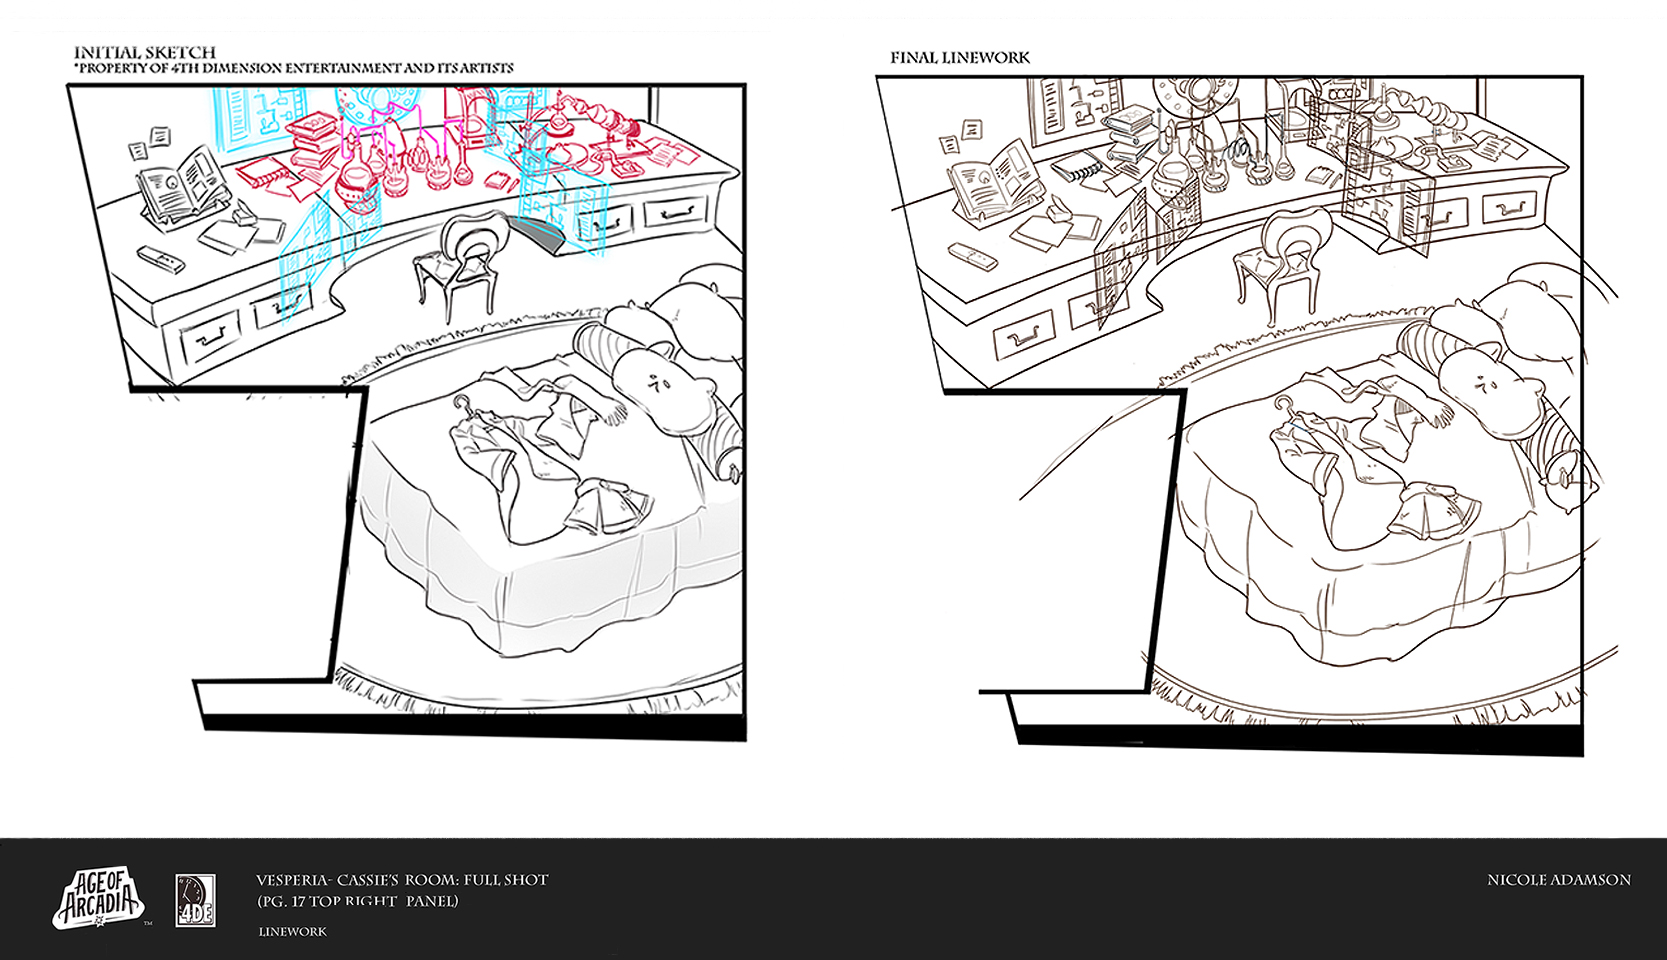 INITIAL SKETCH
*PROPERTY OF 4TH DIMENSION ENTERTAINMENT AND ITS ARTISTS
FINAL LINEWORK
AGE OF
ARCADIA
TM
4DE
VESPERIA- CASSIE'S ROOM: FULL SHOT
(PG. 17 TOP RIGHT PANEL)
LINEWORK
NICOLE ADAMSON